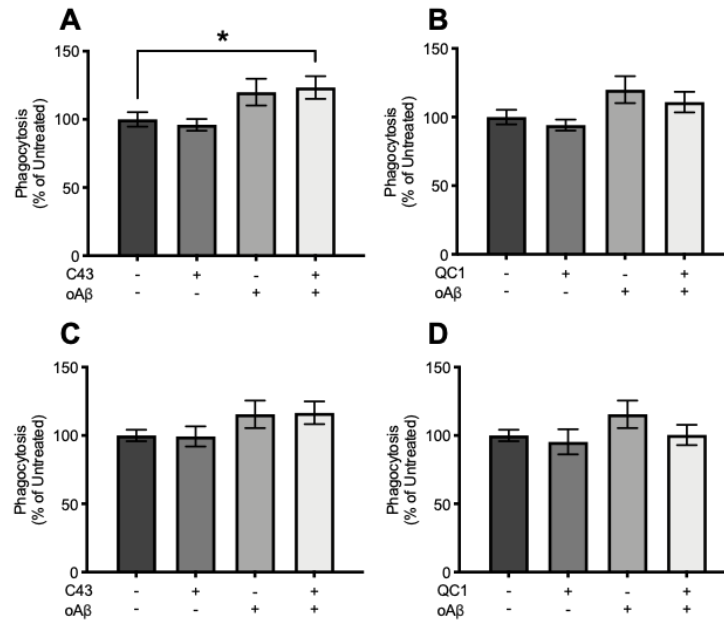 A
*
Phagocytosis
(% of Untreated)
150
100
50
0
C43 - + - +
oAβ - - + +
B
Phagocytosis
(% of Untreated)
150
100
50
0
QC1 - + - +
oAβ - - + +
C
Phagocytosis
(% of Untreated)
150
100
50
0
C43 - + - +
oAβ - - + +
D
Phagocytosis
(% of Untreated)
150
100
50
0
QC1 - + - +
oAβ - - + +